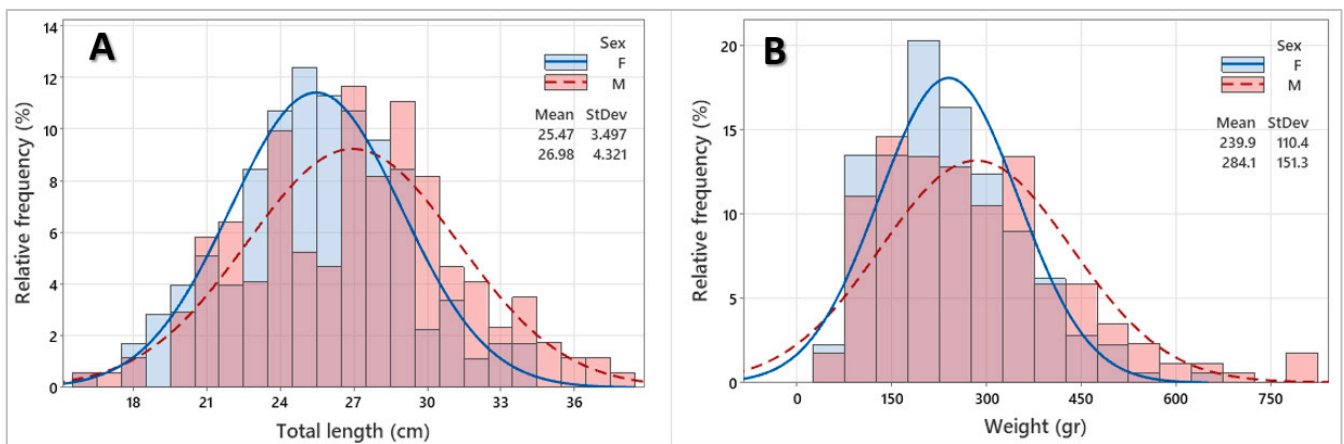 A
Sex
F
M
Mean StDev
25.47 3.497
26.98 4.321
14
12
10
8
6
4
2
0
Relative frequency (%)
18 21 24 27 30 33 36
Total length (cm)
B
Sex
F
M
Mean StDev
239.9 110.4
284.1 151.3
20
15
10
5
0
Relative frequency (%)
0 150 300 450 600 750
Weight (gr)